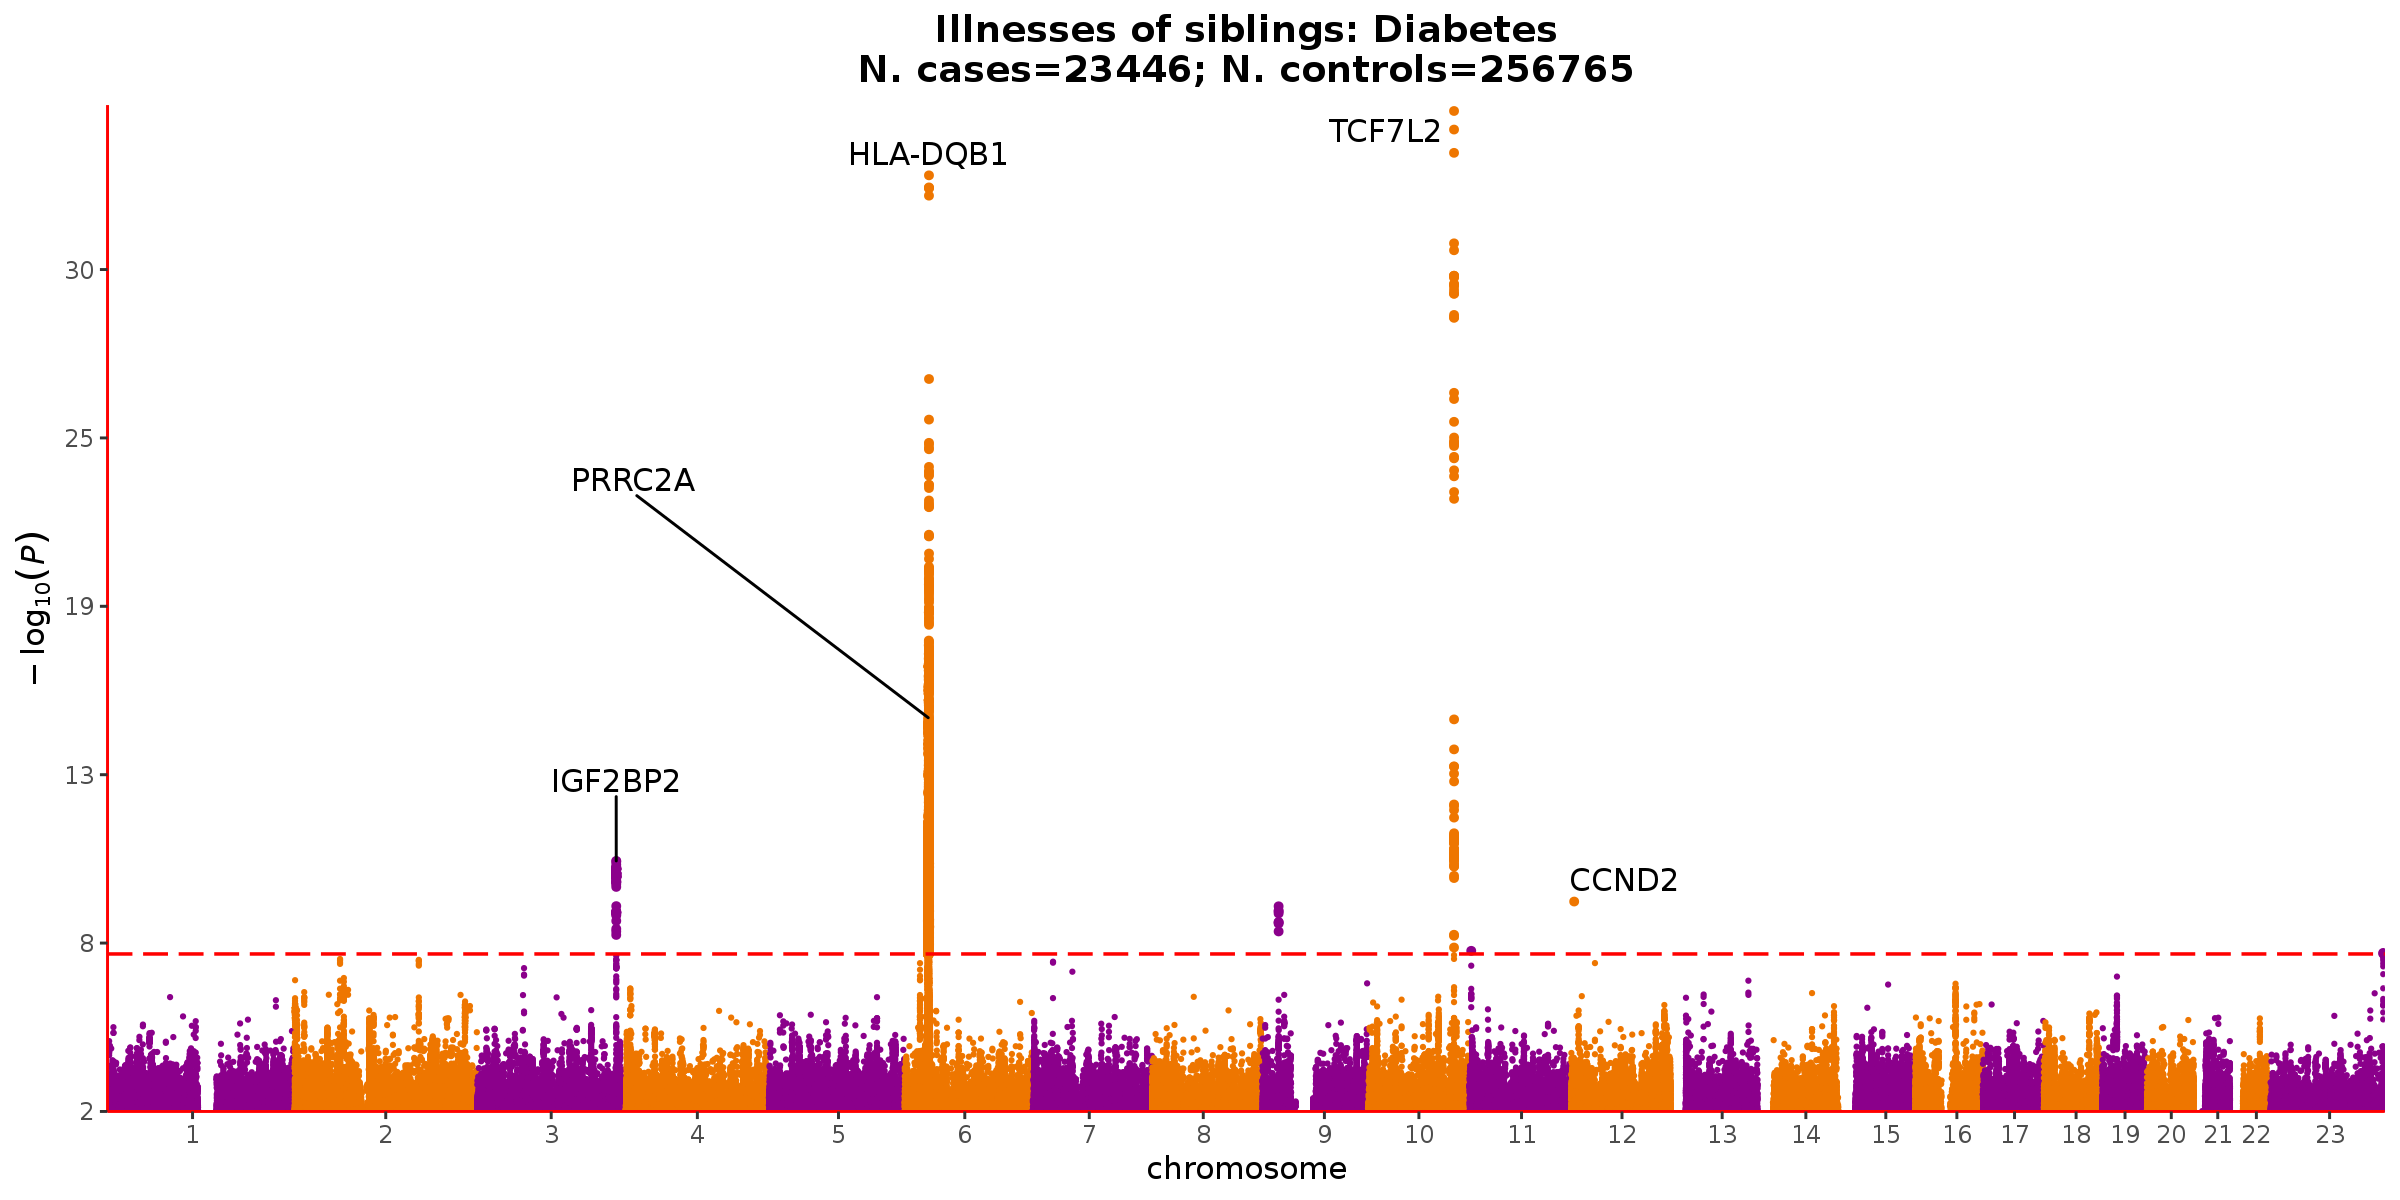 Illnesses of siblings: Diabetes
N. cases=23446; N. controls=256765
TCF7L2
HLA-DQB1
30
25
PRRC2A
19
−log10(P)
13
IGF2BP2
CCND2
8
2
1 2 3 4 5 6 7 8 9 10 11 12 13 14 15 16 17 18 19 20 21 22 23
chromosome